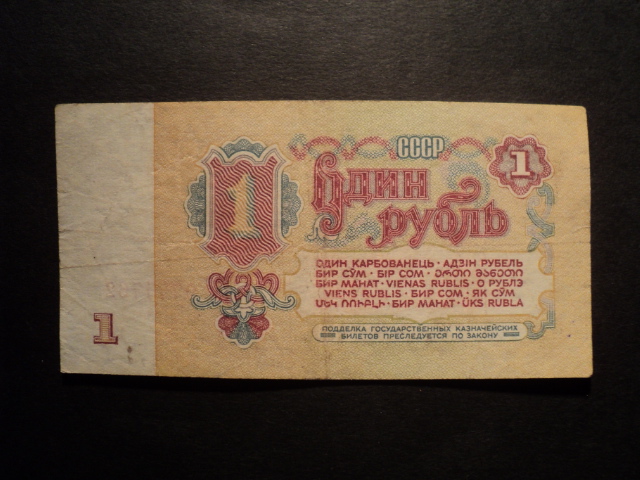 СССР
1
1
Один
рубль
ОДИН КАРБОВАНЕЦЬ · АДЗІН РУБЕЛЬ
БИР СЎМ · БІР СОМ · ᲔᲠᲗᲘ ᲛᲐᲜᲔᲗᲘ
БИР МАНАТ · VIENAS RUBLIS · О РУБЛЭ
VIENS RUBLIS · БИР СОМ · ЯК СЎМ
ՄԵԿ ՌՈՒԲԼԻ · БИР МАНАТ · ÜKS RUBLA
ПОДДЕЛКА ГОСУДАРСТВЕННЫХ КАЗНАЧЕЙСКИХ
БИЛЕТОВ ПРЕСЛЕДУЕТСЯ ПО ЗАКОНУ
1